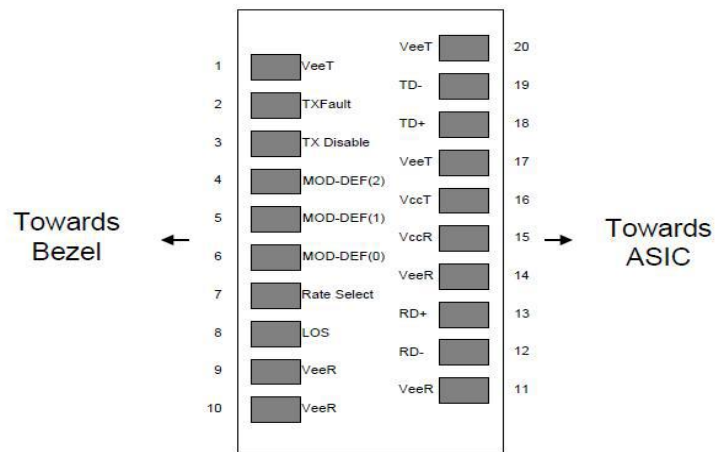 VeeT 20
1 VeeT
TD- 19
2 TXFault
TD+ 18
3 TX Disable
VeeT 17
4 MOD-DEF(2)
VccT 16
5 MOD-DEF(1)
VccR 15
6 MOD-DEF(0)
VeeR 14
7 Rate Select
RD+ 13
8 LOS
RD- 12
9 VeeR
VeeR 11
10 VeeR
Towards
Bezel
Towards
ASIC